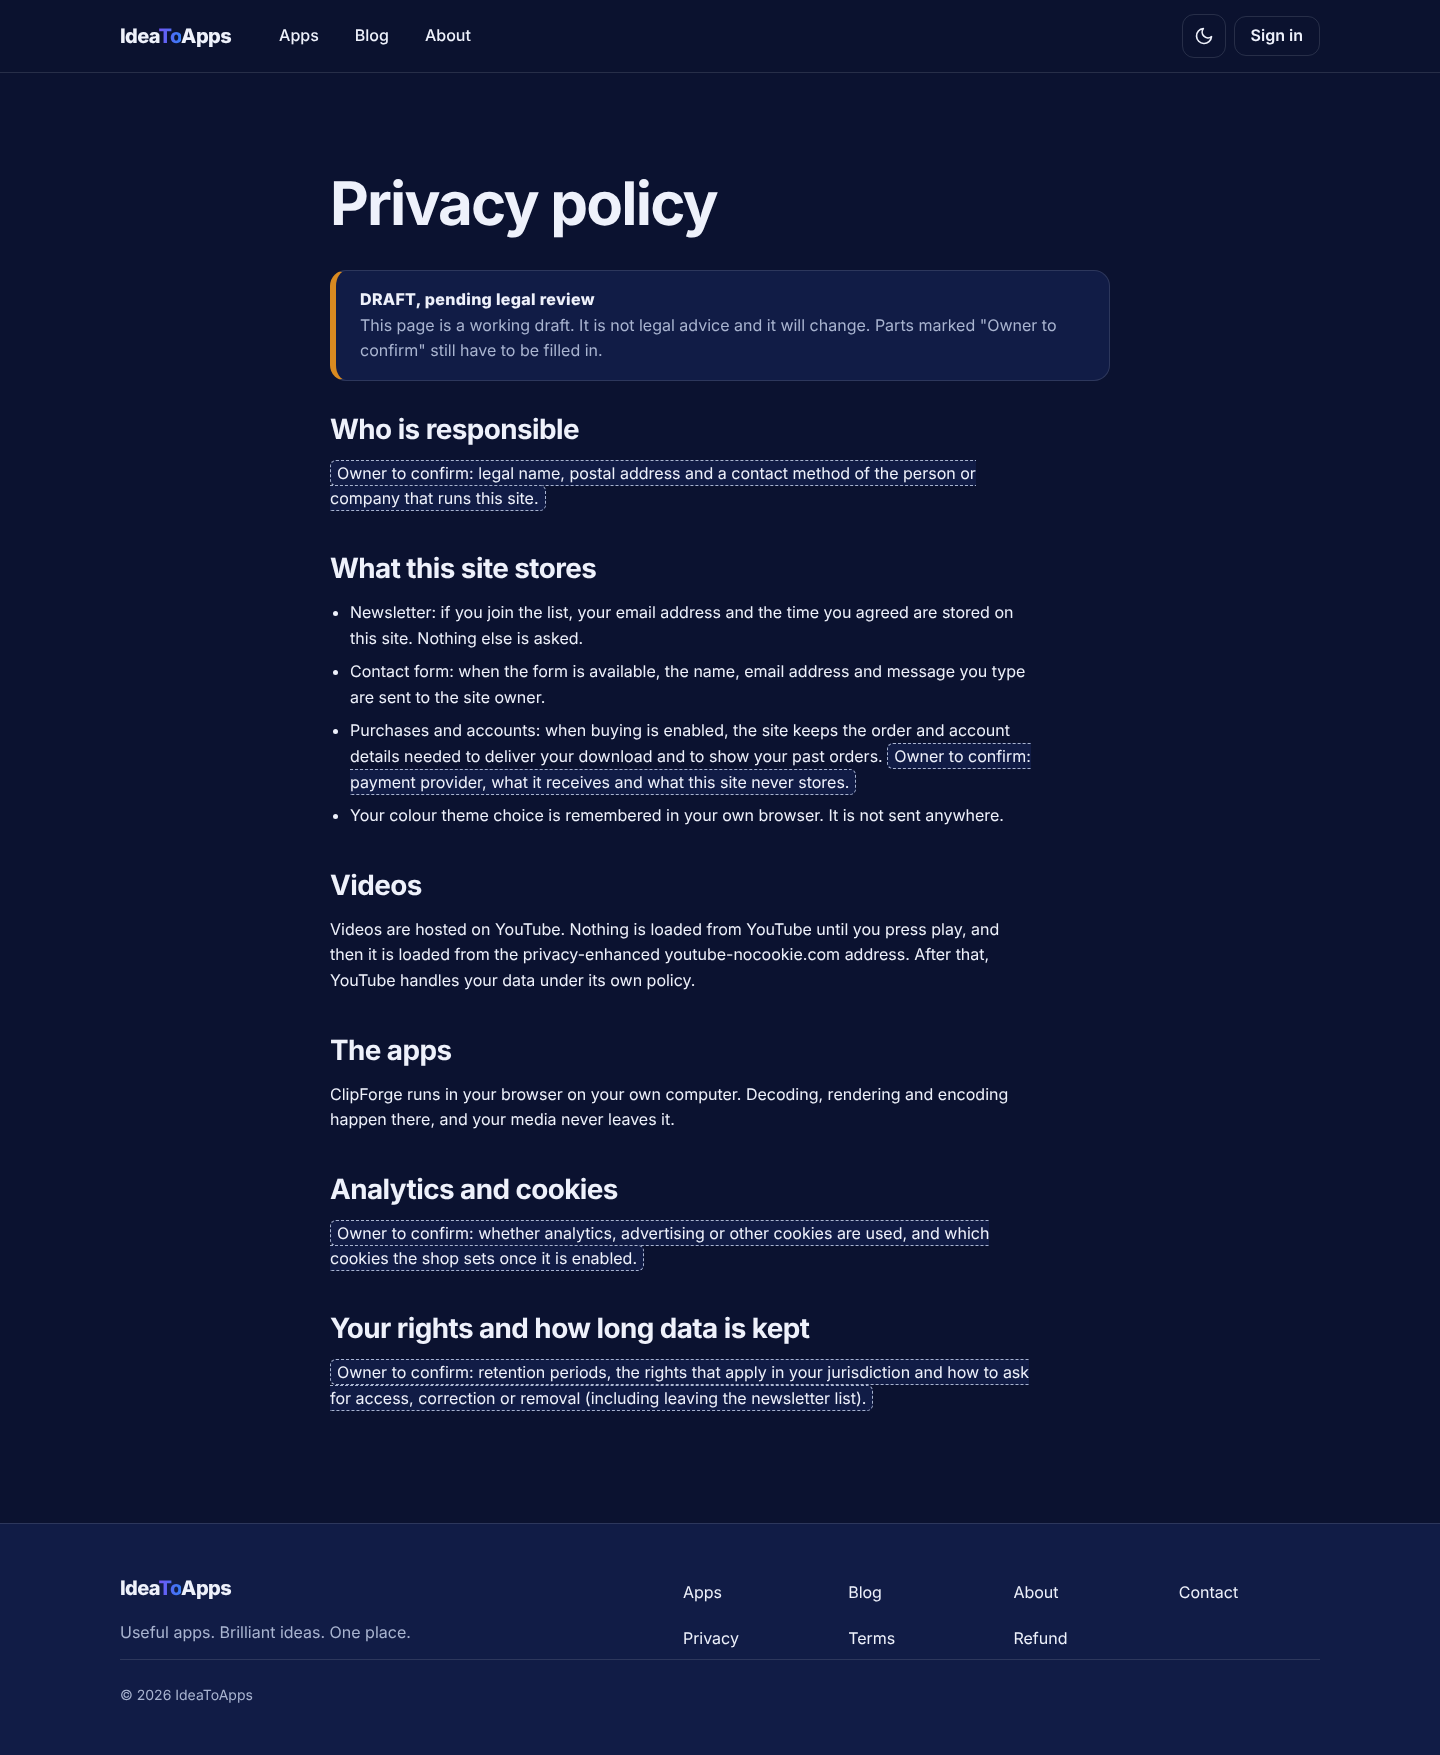 IdeaToApps
Apps
Blog
About
Sign in
Privacy policy
DRAFT, pending legal review
This page is a working draft. It is not legal advice and it will change. Parts marked "Owner to
confirm" still have to be filled in.
Who is responsible
Owner to confirm: legal name, postal address and a contact method of the person or
company that runs this site.
What this site stores
• Newsletter: if you join the list, your email address and the time you agreed are stored on
this site. Nothing else is asked.
• Contact form: when the form is available, the name, email address and message you type
are sent to the site owner.
• Purchases and accounts: when buying is enabled, the site keeps the order and account
details needed to deliver your download and to show your past orders. Owner to confirm:
payment provider, what it receives and what this site never stores.
• Your colour theme choice is remembered in your own browser. It is not sent anywhere.
Videos
Videos are hosted on YouTube. Nothing is loaded from YouTube until you press play, and
then it is loaded from the privacy-enhanced youtube-nocookie.com address. After that,
YouTube handles your data under its own policy.
The apps
ClipForge runs in your browser on your own computer. Decoding, rendering and encoding
happen there, and your media never leaves it.
Analytics and cookies
Owner to confirm: whether analytics, advertising or other cookies are used, and which
cookies the shop sets once it is enabled.
Your rights and how long data is kept
Owner to confirm: retention periods, the rights that apply in your jurisdiction and how to ask
for access, correction or removal (including leaving the newsletter list).
IdeaToApps
Useful apps. Brilliant ideas. One place.
Apps
Blog
About
Contact
Privacy
Terms
Refund
© 2026 IdeaToApps